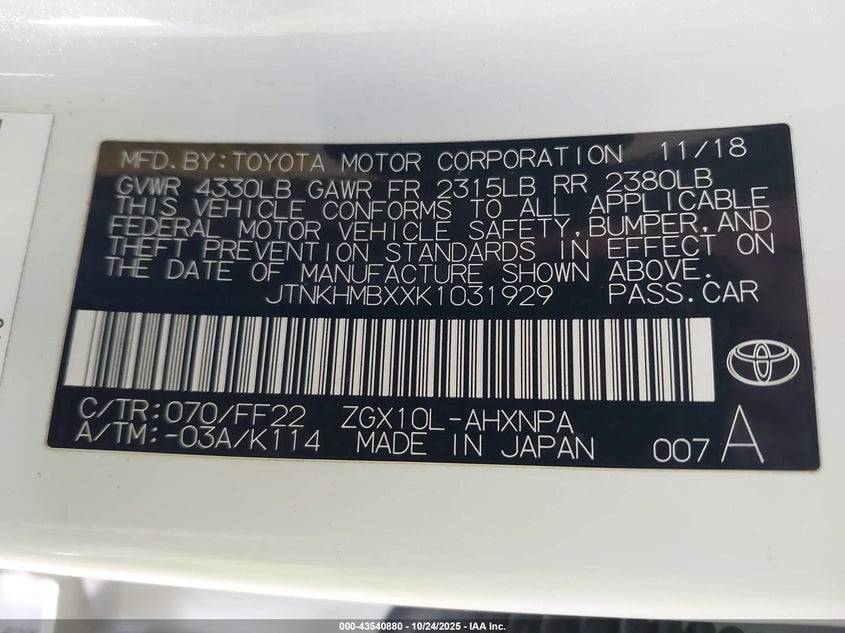 MFD.BY:TOYOTA MOTOR CORPORATION 11/18
GVWR 4330LB GAWR FR 2315LB RR 2380LB
THIS VEHICLE CONFORMS TO ALL APPLICABLE
FEDERAL MOTOR VEHICLE SAFETY,BUMPER,AND
THEFT PREVENTION STANDARDS IN EFFECT ON
THE DATE OF MANUFACTURE SHOWN ABOVE.
JTNKHMBXXK1031929 PASS.CAR
C/TR:070/FF22 ZGX10L-AHXNPA
A/TM:-03A/K114 MADE IN JAPAN 007 A
000-43540880 - 10/24/2025 - IAA Inc.